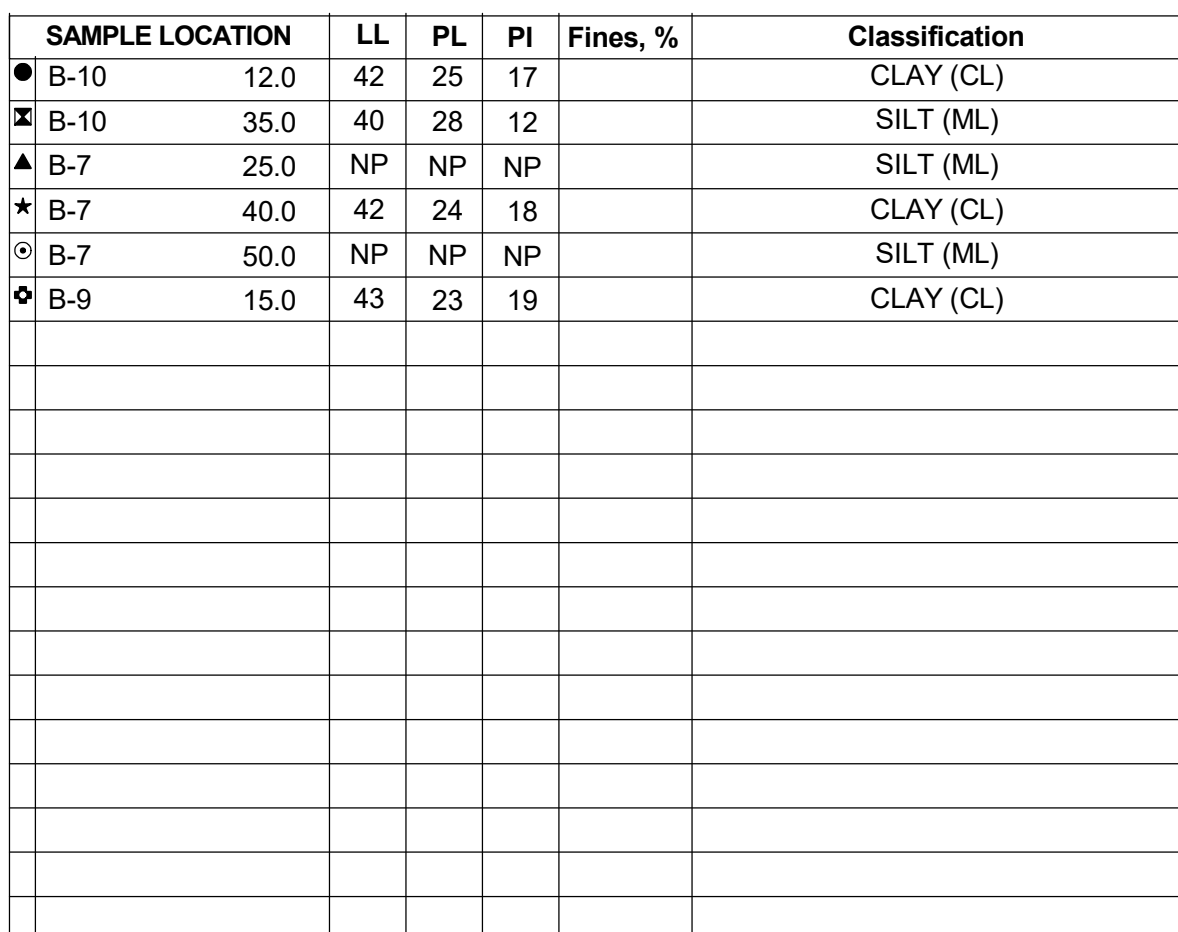 SAMPLE LOCATION LL PL PI Fines, % Classification
B-10 12.0 42 25 17 CLAY (CL)
B-10 35.0 40 28 12 SILT (ML)
B-7 25.0 NP NP NP SILT (ML)
B-7 40.0 42 24 18 CLAY (CL)
B-7 50.0 NP NP NP SILT (ML)
B-9 15.0 43 23 19 CLAY (CL)